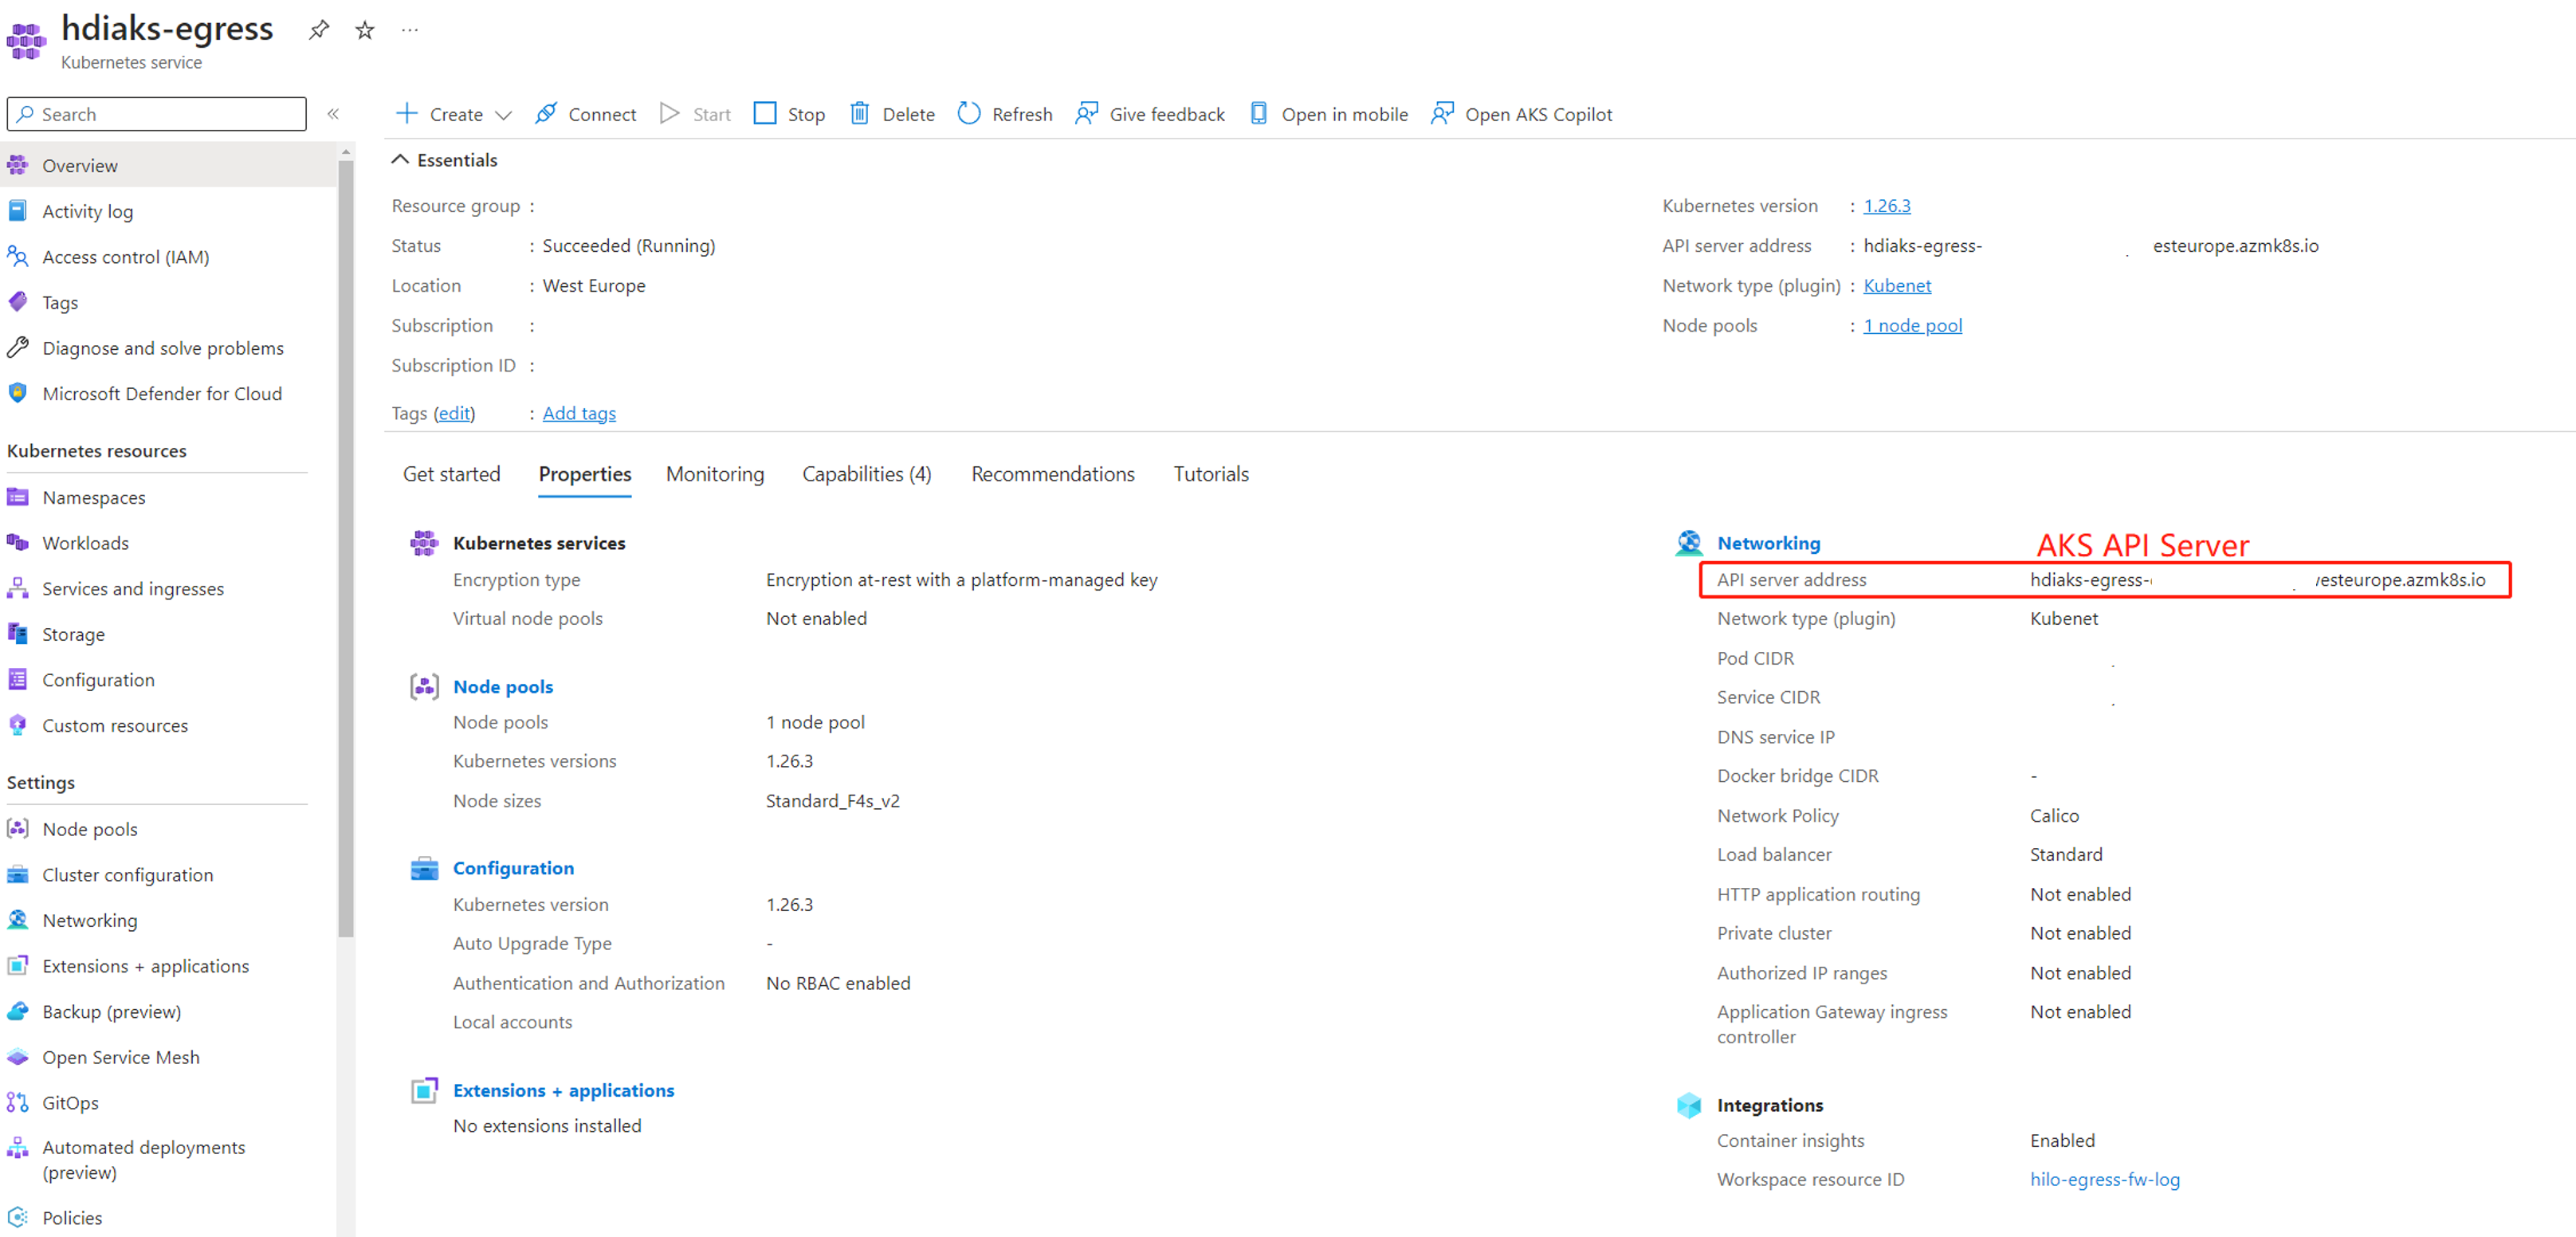 hdiaks-egress
Kubernetes service
Search
Create
Connect
Start
Stop
Delete
Refresh
Give feedback
Open in mobile
Open AKS Copilot
Overview
Activity log
Access control (IAM)
Tags
Diagnose and solve problems
Microsoft Defender for Cloud
Kubernetes resources
Namespaces
Workloads
Services and ingresses
Storage
Configuration
Custom resources
Settings
Node pools
Cluster configuration
Networking
Extensions + applications
Backup (preview)
Open Service Mesh
GitOps
Automated deployments
(preview)
Policies
Essentials
Resource group :
Status : Succeeded (Running)
Location : West Europe
Subscription :
Subscription ID :
Tags (edit) : Add tags
Kubernetes version : 1.26.3
API server address : hdiaks-egress- esteurope.azmk8s.io
Network type (plugin) : Kubenet
Node pools : 1 node pool
Get started Properties Monitoring Capabilities (4) Recommendations Tutorials
Kubernetes services
Encryption type Encryption at-rest with a platform-managed key
Virtual node pools Not enabled
Node pools
Node pools 1 node pool
Kubernetes versions 1.26.3
Node sizes Standard_F4s_v2
Configuration
Kubernetes version 1.26.3
Auto Upgrade Type -
Authentication and Authorization No RBAC enabled
Local accounts
Extensions + applications
No extensions installed
Networking
AKS API Server
API server address hdiaks-egress- westeurope.azmk8s.io
Network type (plugin) Kubenet
Pod CIDR
Service CIDR
DNS service IP
Docker bridge CIDR -
Network Policy Calico
Load balancer Standard
HTTP application routing Not enabled
Private cluster Not enabled
Authorized IP ranges Not enabled
Application Gateway ingress Not enabled
controller
Integrations
Container insights Enabled
Workspace resource ID hilo-egress-fw-log